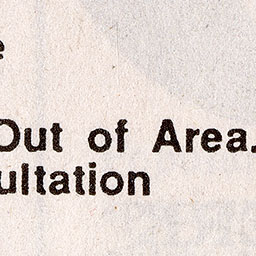 e
Out of Area.
ultation